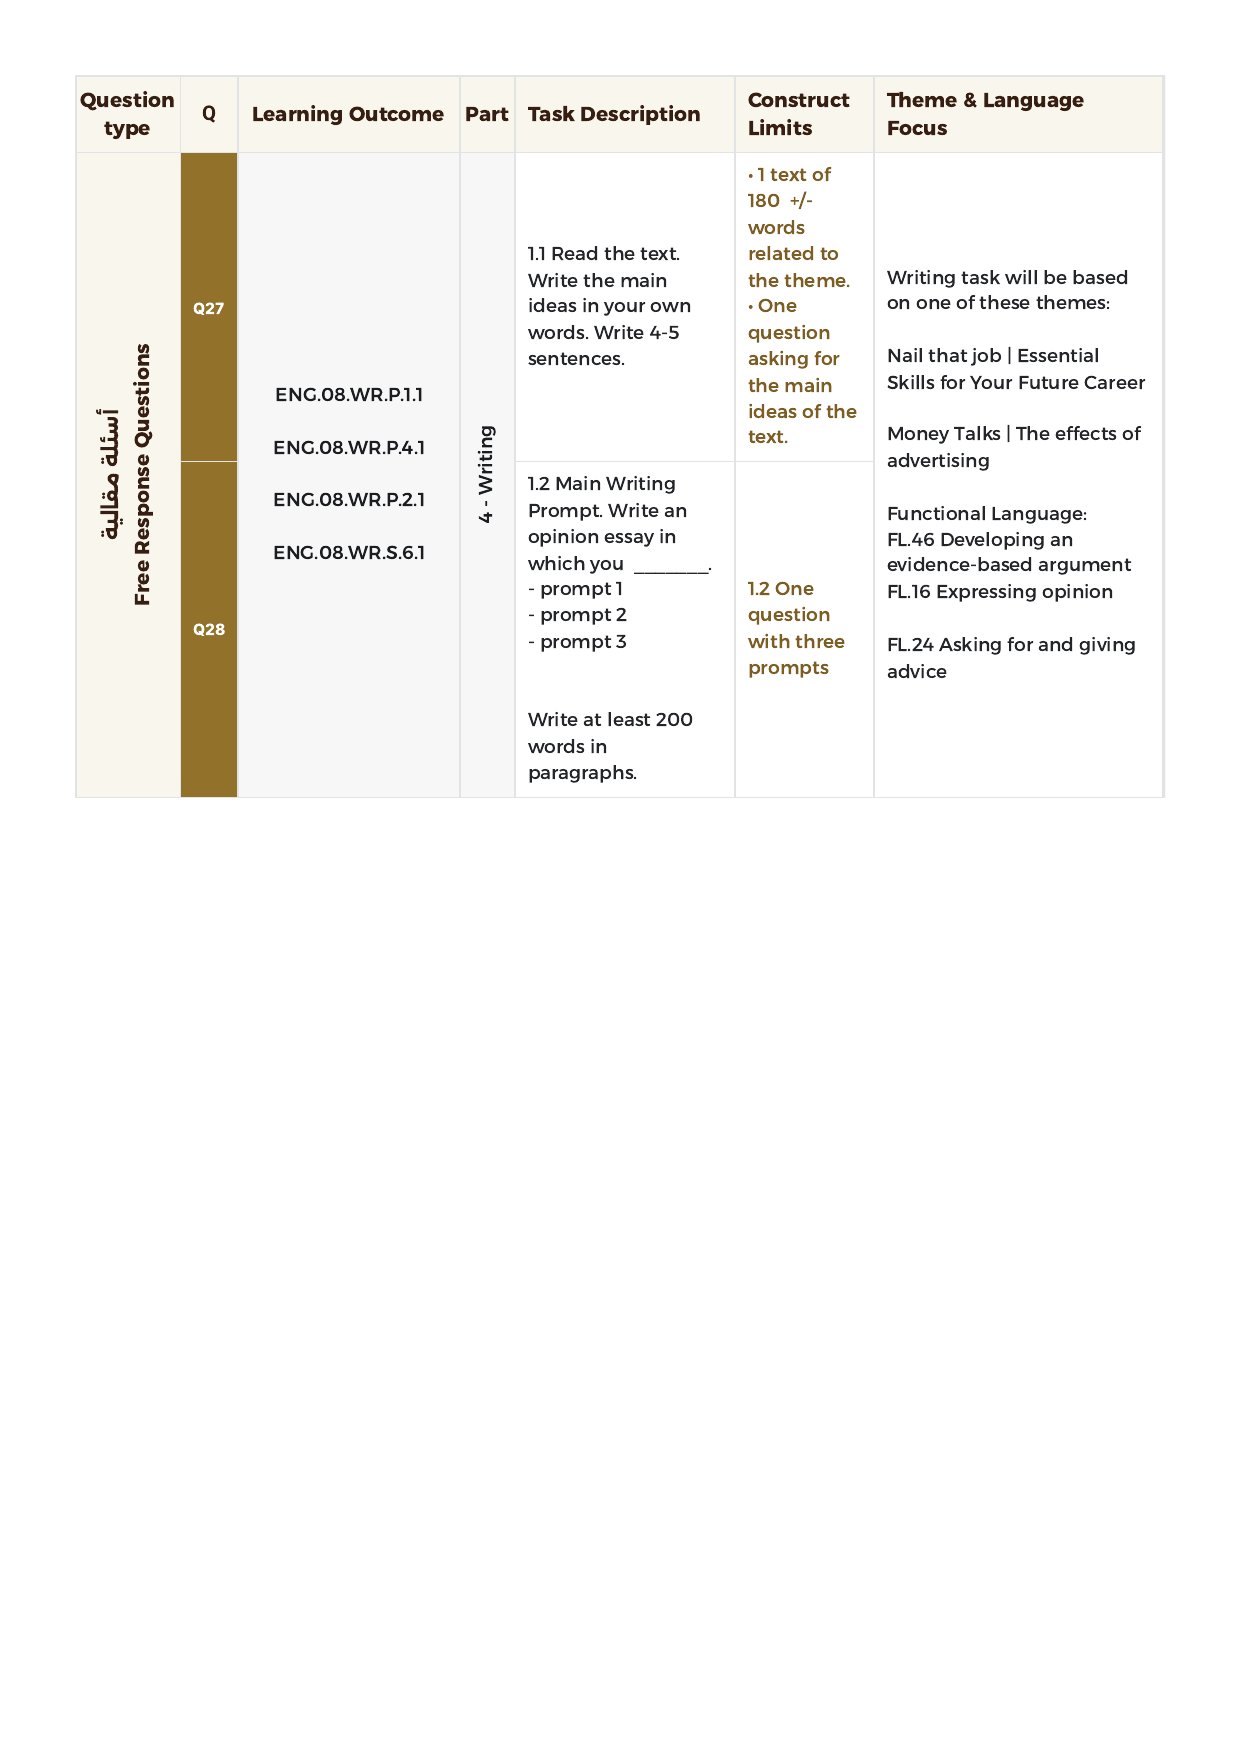 Question
type
Q
Learning Outcome
Part
Task Description
Construct
Limits
Theme & Language
Focus
أسئلة مقالية
Free Response Questions
Q27
Q28
ENG.08.WR.P.1.1
ENG.08.WR.P.4.1
ENG.08.WR.P.2.1
ENG.08.WR.S.6.1
4 - Writing
1.1 Read the text.
Write the main
ideas in your own
words. Write 4-5
sentences.
• 1 text of
180 +/-
words
related to
the theme.
• One
question
asking for
the main
ideas of the
text.
1.2 Main Writing
Prompt. Write an
opinion essay in
which you _______.
- prompt 1
- prompt 2
- prompt 3
Write at least 200
words in
paragraphs.
1.2 One
question
with three
prompts
Writing task will be based
on one of these themes:
Nail that job | Essential
Skills for Your Future Career
Money Talks | The effects of
advertising
Functional Language:
FL.46 Developing an
evidence-based argument
FL.16 Expressing opinion
FL.24 Asking for and giving
advice